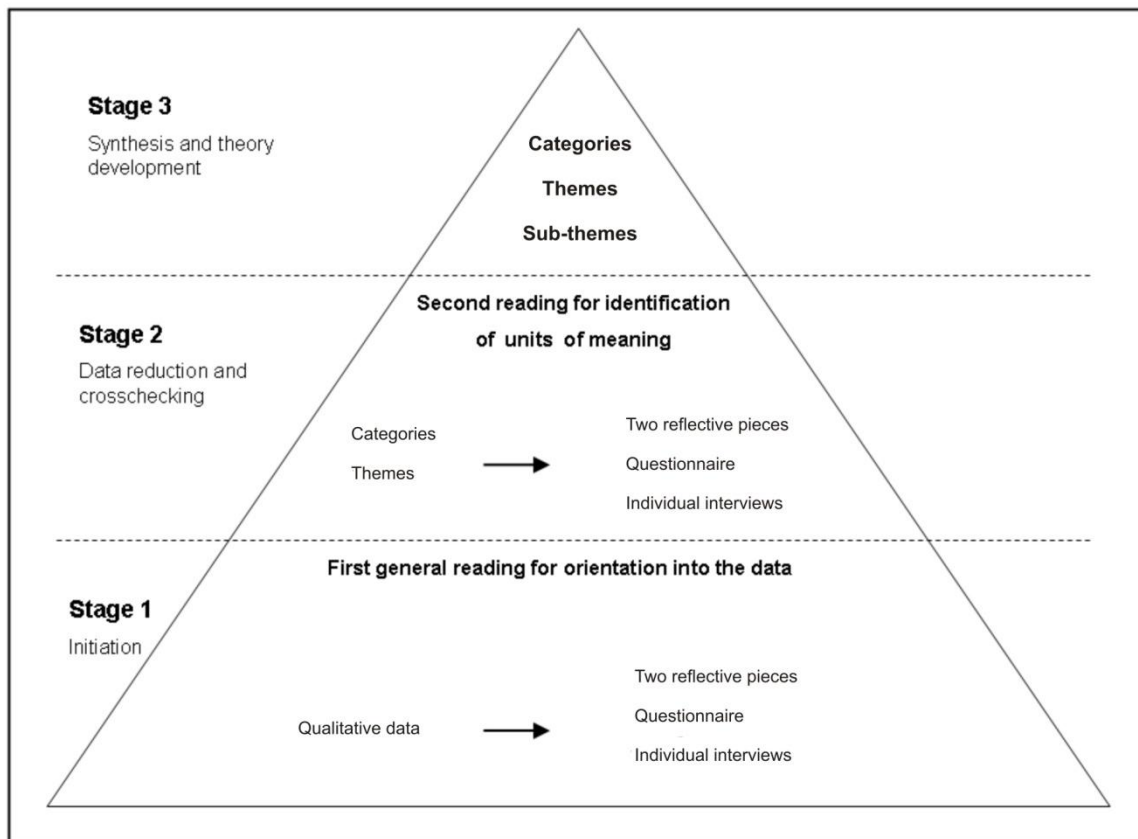 Stage 3
Synthesis and theory
development
Categories
Themes
Sub-themes
Stage 2
Data reduction and
crosschecking
Second reading for identification
of units of meaning
Categories
Themes
Two reflective pieces
Questionnaire
Individual interviews
Stage 1
Initiation
First general reading for orientation into the data
Qualitative data
Two reflective pieces
Questionnaire
Individual interviews